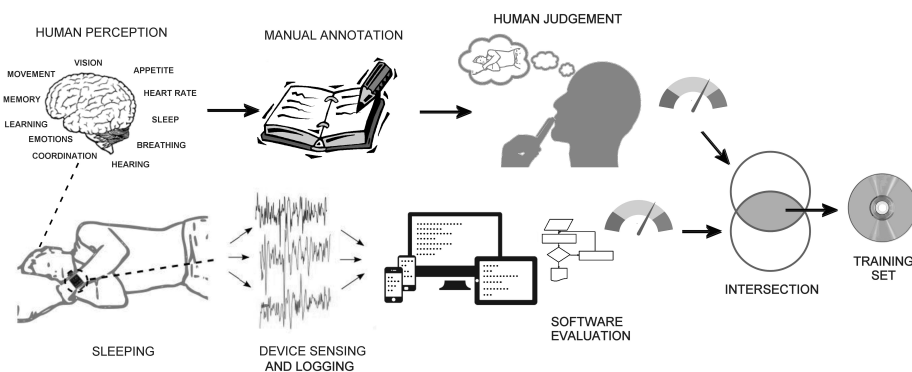 HUMAN PERCEPTION
MANUAL ANNOTATION
HUMAN JUDGEMENT
VISION
MOVEMENT
APPETITE
MEMORY
HEART RATE
LEARNING
SLEEP
EMOTIONS
BREATHING
COORDINATION
HEARING
SLEEPING
DEVICE SENSING
AND LOGGING
SOFTWARE
EVALUATION
INTERSECTION
TRAINING
SET